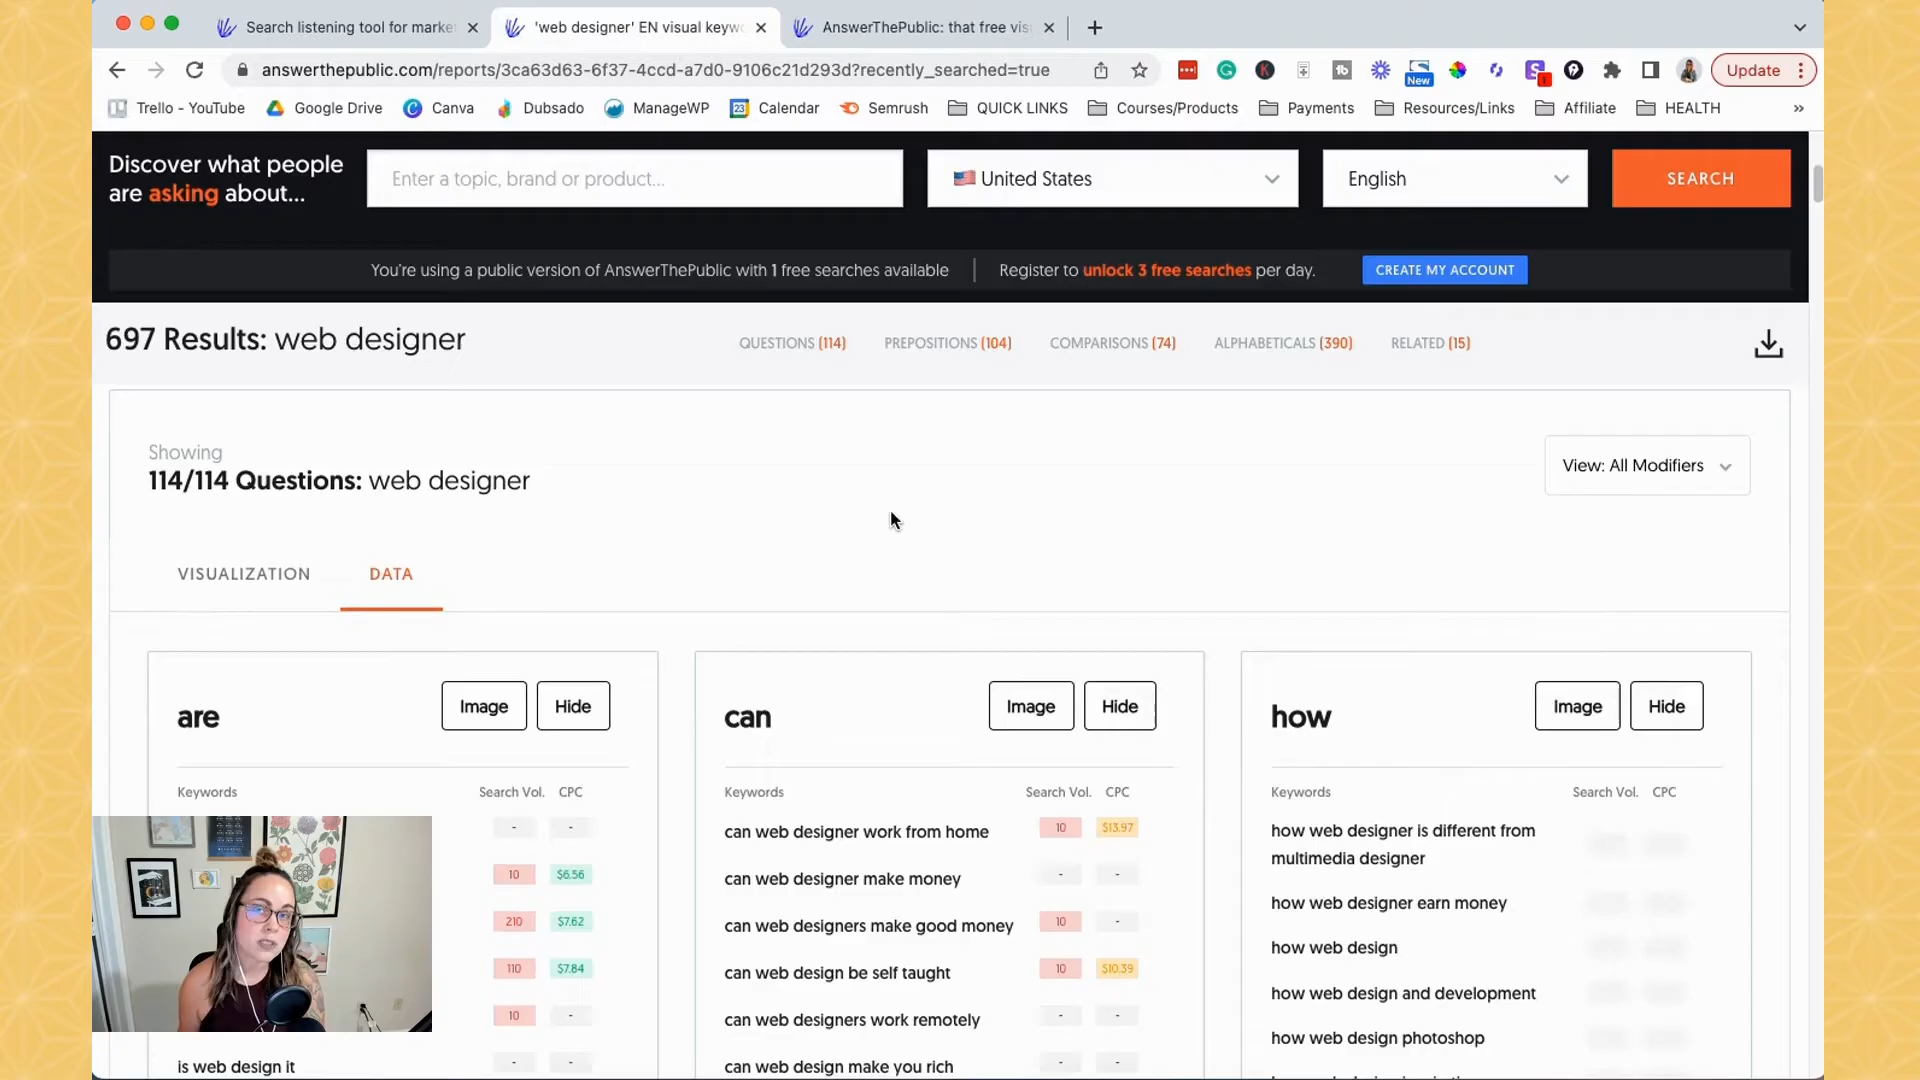 Search listening tool for marke
'web designer' EN visual keyw
AnswerThePublic: that free vis
answerthepublic.com/reports/3ca63d63-6f37-4ccd-a7d0-9106c21d293d?recently_searched=true
New
Update
Trello - YouTube
Google Drive
Canva
Dubsado
ManageWP
Calendar
Semrush
QUICK LINKS
Courses/Products
Payments
Resources/Links
Affiliate
HEALTH
»
Discover what people
are asking about...
Enter a topic, brand or product...
United States
English
SEARCH
You're using a public version of AnswerThePublic with 1 free searches available
Register to unlock 3 free searches per day.
CREATE MY ACCOUNT
697 Results: web designer
QUESTIONS (114)
PREPOSITIONS (104)
COMPARISONS (74)
ALPHABETICALS (390)
RELATED (15)
Showing
114/114 Questions: web designer
View: All Modifiers
VISUALIZATION
DATA
are
Image
Hide
Keywords
Search Vol.
CPC
-
-
10
$6.56
210
$7.62
110
$7.84
10
-
is web design it
-
-
can
Image
Hide
Keywords
Search Vol.
CPC
can web designer work from home
10
$13.97
can web designer make money
-
-
can web designers make good money
10
-
can web design be self taught
10
$10.39
can web designers work remotely
-
-
can web design make you rich
-
-
how
Image
Hide
Keywords
Search Vol.
CPC
how web designer is different from
multimedia designer
how web designer earn money
how web design
how web design and development
how web design photoshop